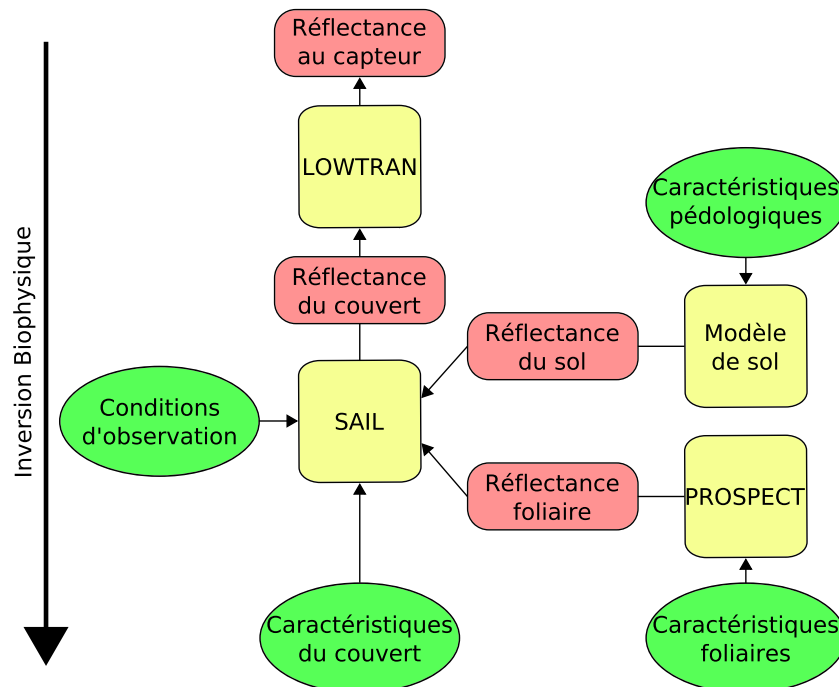 Réflectance
au capteur
LOWTRAN
Caractéristiques
pédologiques
Réflectance
du couvert
Réflectance
du sol
Modèle
de sol
Inversion Biophysique
Conditions
d'observation
SAIL
Réflectance
foliaire
PROSPECT
Caractéristiques
du couvert
Caractéristiques
foliaires